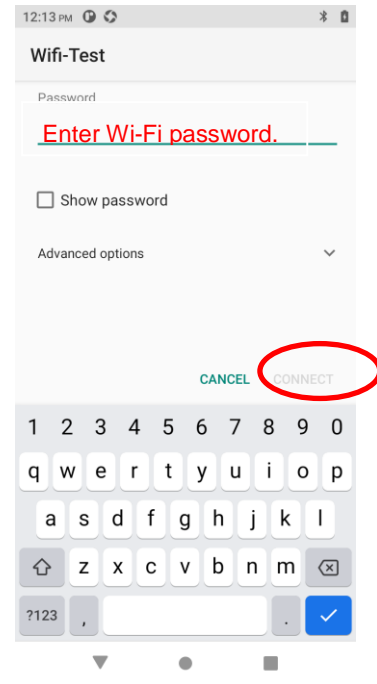 12:13 PM
Wifi-Test
Password
Enter Wi-Fi password.
Show password
Advanced options
CANCEL CONNECT
1 2 3 4 5 6 7 8 9 0
q w e r t y u i o p
a s d f g h j k l
z x c v b n m
?123 , .